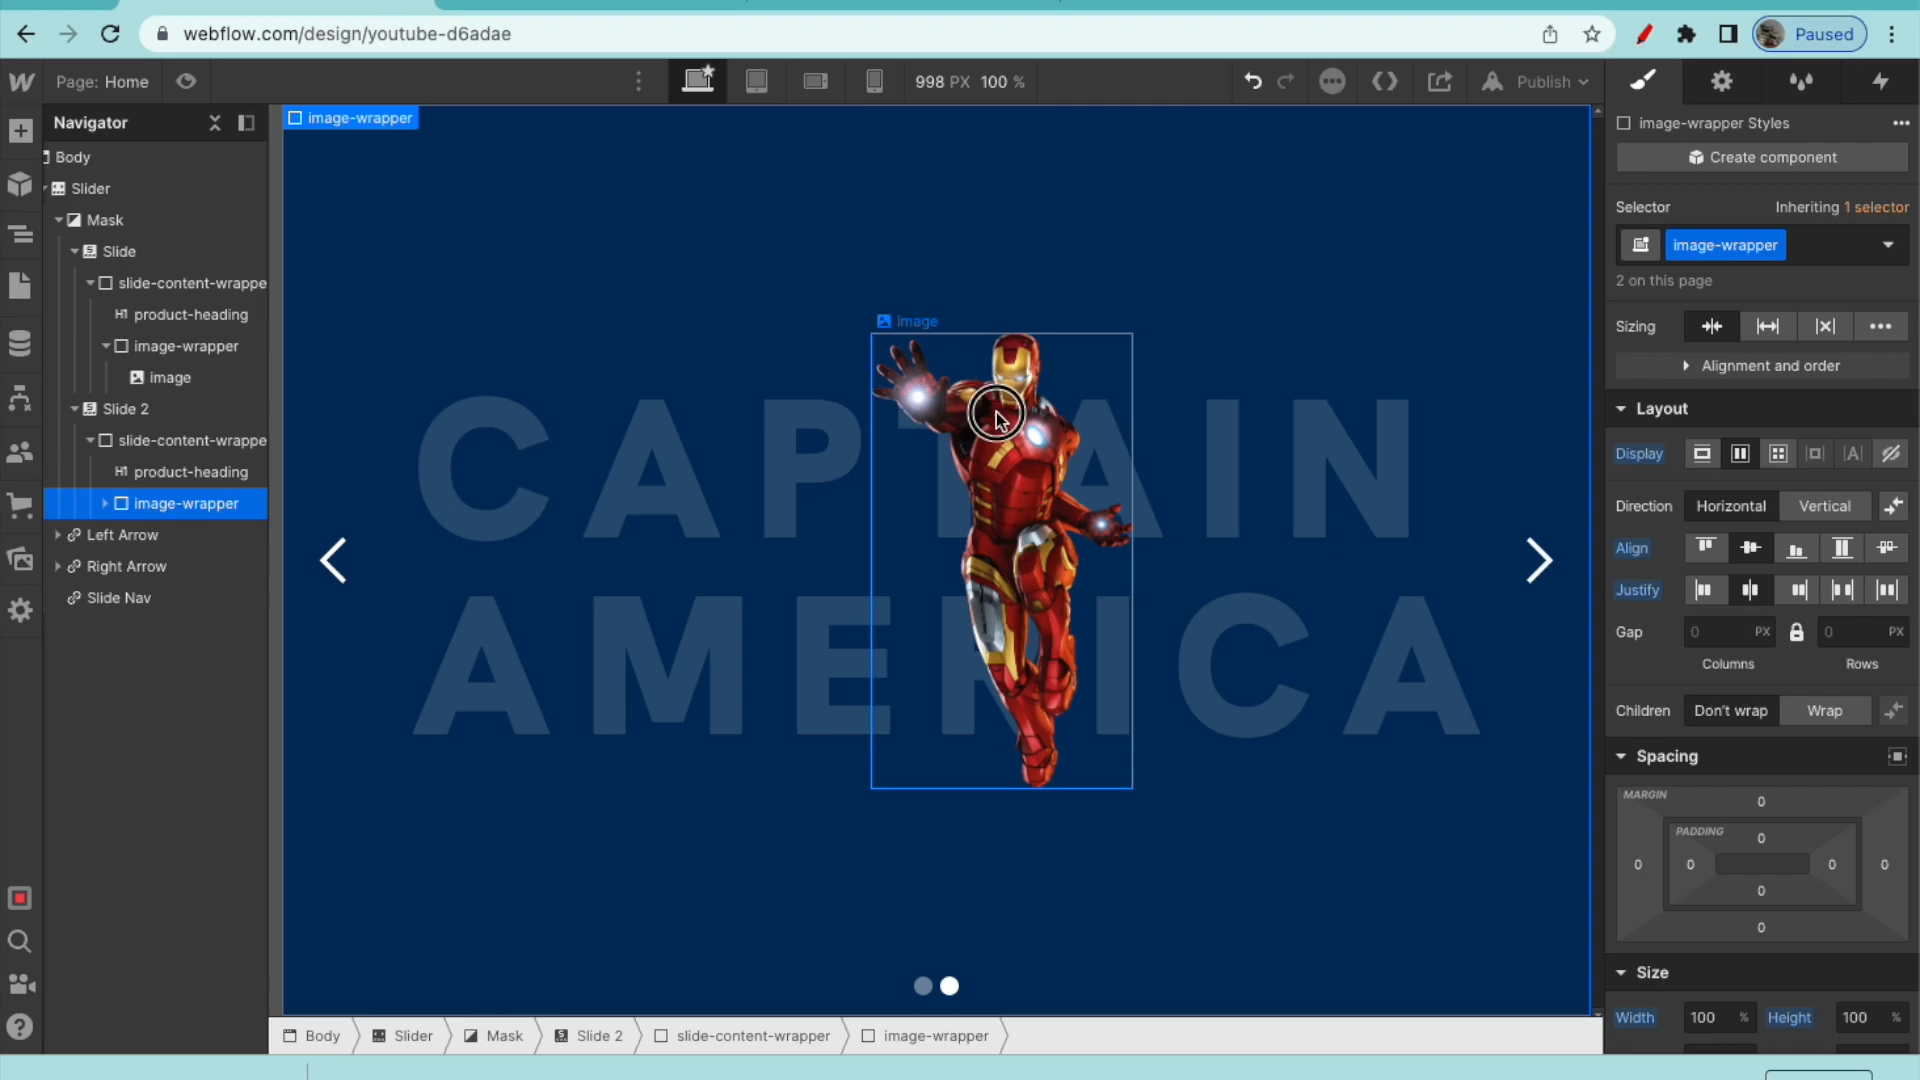 webflow.com/design/youtube-d6adae
Paused
Page: Home
998 PX 100 %
Publish
Navigator
Body
Slider
Mask
Slide
slide-content-wrappe
H1 product-heading
image-wrapper
image
Slide 2
slide-content-wrappe
H1 product-heading
image-wrapper
Left Arrow
Right Arrow
Slide Nav
image-wrapper
image
CAPTAIN
AMERICA
Body
Slider
Mask
Slide 2
slide-content-wrapper
image-wrapper
image-wrapper Styles
Create component
Selector
Inheriting 1 selector
image-wrapper
2 on this page
Sizing
Alignment and order
Layout
Display
Direction
Horizontal
Vertical
Align
Justify
Gap
0 PX
0 PX
Columns
Rows
Children
Don't wrap
Wrap
Spacing
MARGIN
0
PADDING
0
0
0
0
0
0
0
Size
Width
100 %
Height
100 %